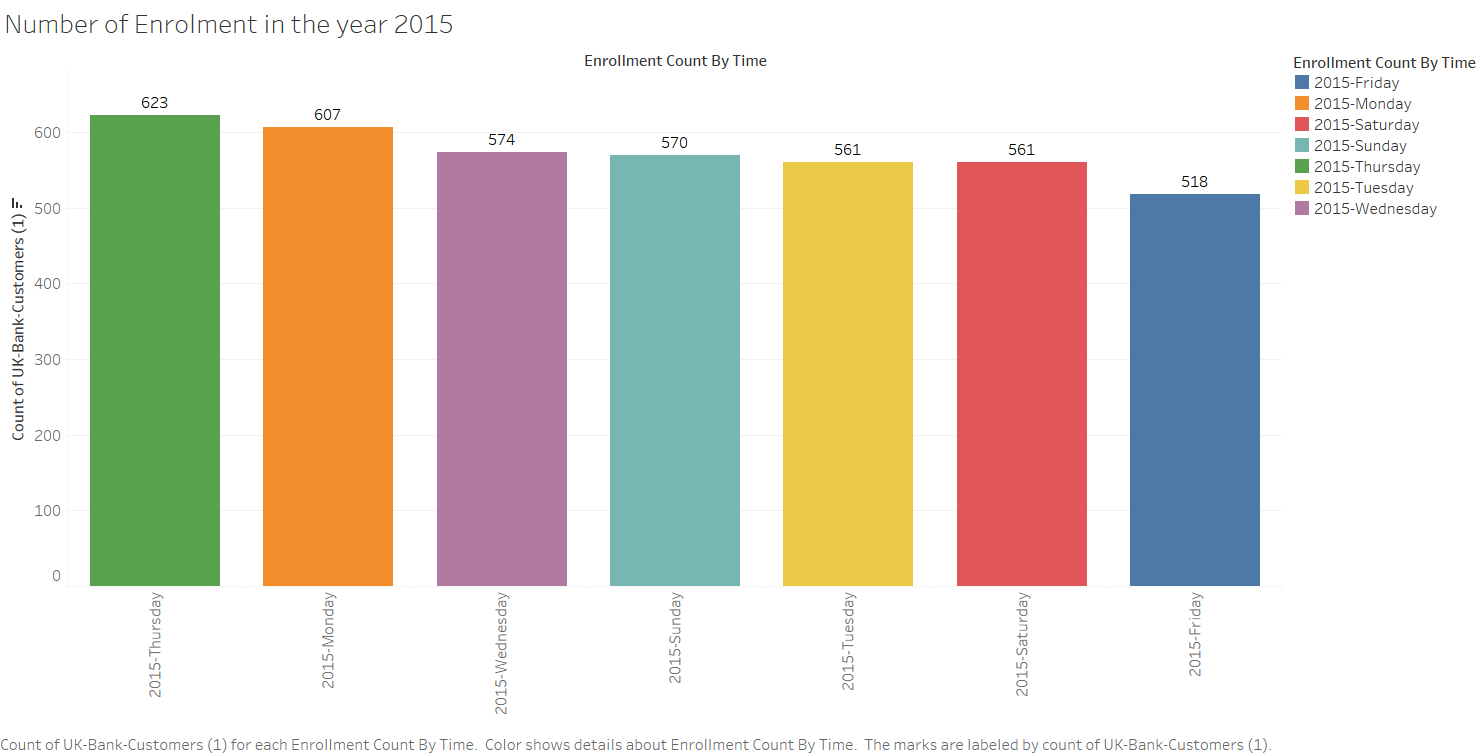 Number of Enrolment in the year 2015
Enrollment Count By Time
Enrollment Count By Time
2015-Friday
2015-Monday
2015-Saturday
2015-Sunday
2015-Thursday
2015-Tuesday
2015-Wednesday
623
607
574
570
561
561
518
Count of UK-Bank-Customers (1)
600
500
400
300
200
100
0
2015-Thursday
2015-Monday
2015-Wednesday
2015-Sunday
2015-Tuesday
2015-Saturday
2015-Friday
Count of UK-Bank-Customers (1) for each Enrollment Count By Time. Color shows details about Enrollment Count By Time. The marks are labeled by count of UK-Bank-Customers (1).